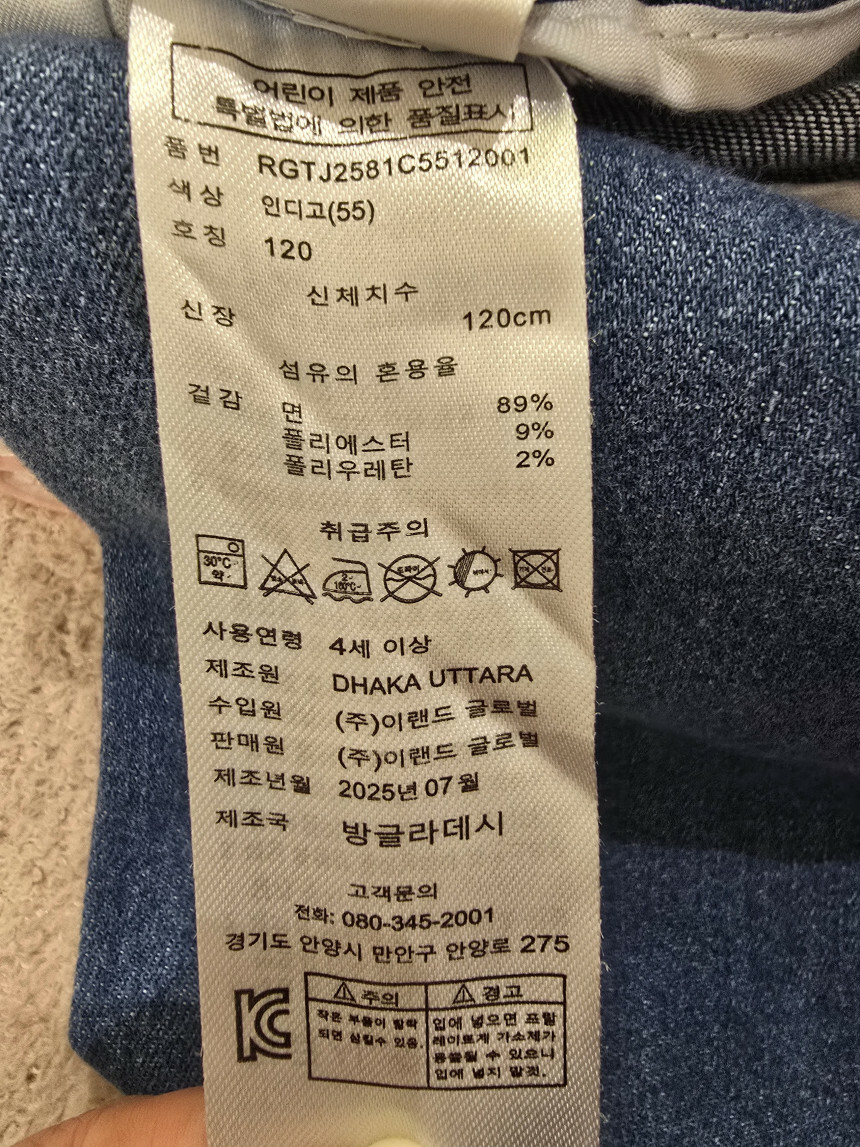 어린이 제품 안전
특별법에 의한 품질표시
품번 RGTJ2581C5512001
색상 인디고(55)
호칭 120
신체치수
신장 120cm
섬유의 혼용율
겉감 면 89%
폴리에스터 9%
폴리우레탄 2%
취급주의
30°C
약
2
160°C
드라이
사용연령 4세 이상
제조원 DHAKA UTTARA
수입원 (주)이랜드 글로벌
판매원 (주)이랜드 글로벌
제조년월 2025년 07월
제조국 방글라데시
고객문의
전화: 080-345-2001
경기도 안양시 만안구 안양로 275
주의
작은 부품이 탈락
되면 삼킬수 있음.
경고
입에 넣으면 프탈
레이트계 가소제가
용출될 수 있으니
입에 넣지 말것.